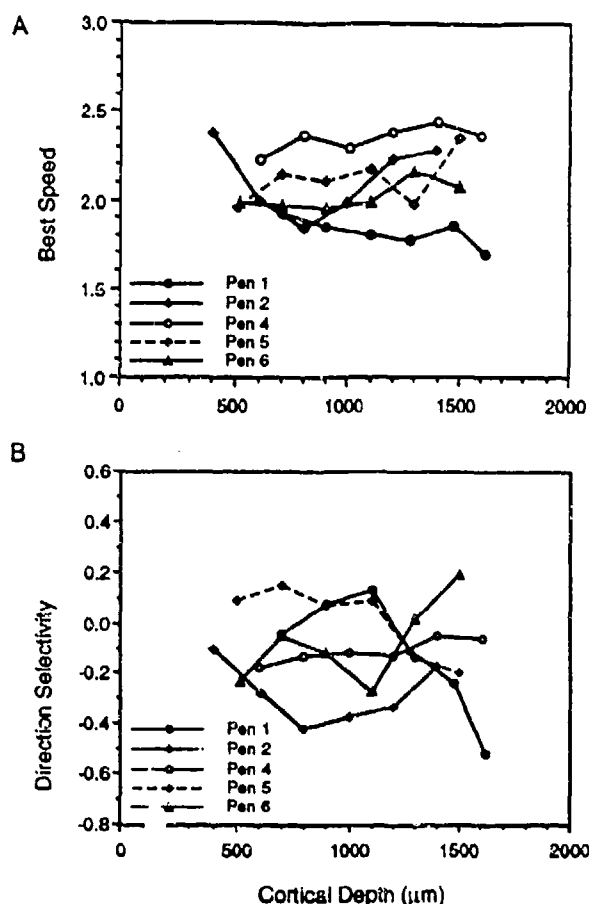 A
3.0
2.5
2.0
1.5
1.0
Best Speed
Pen 1
Pen 2
Pen 4
Pen 5
Pen 6
0 500 1000 1500 2000
B
0.6
0.4
0.2
0.0
-0.2
-0.4
-0.6
-0.8
Direction Selectivity
Pen 1
Pen 2
Pen 4
Pen 5
Pen 6
0 500 1000 1500 2000
Cortical Depth (μm)